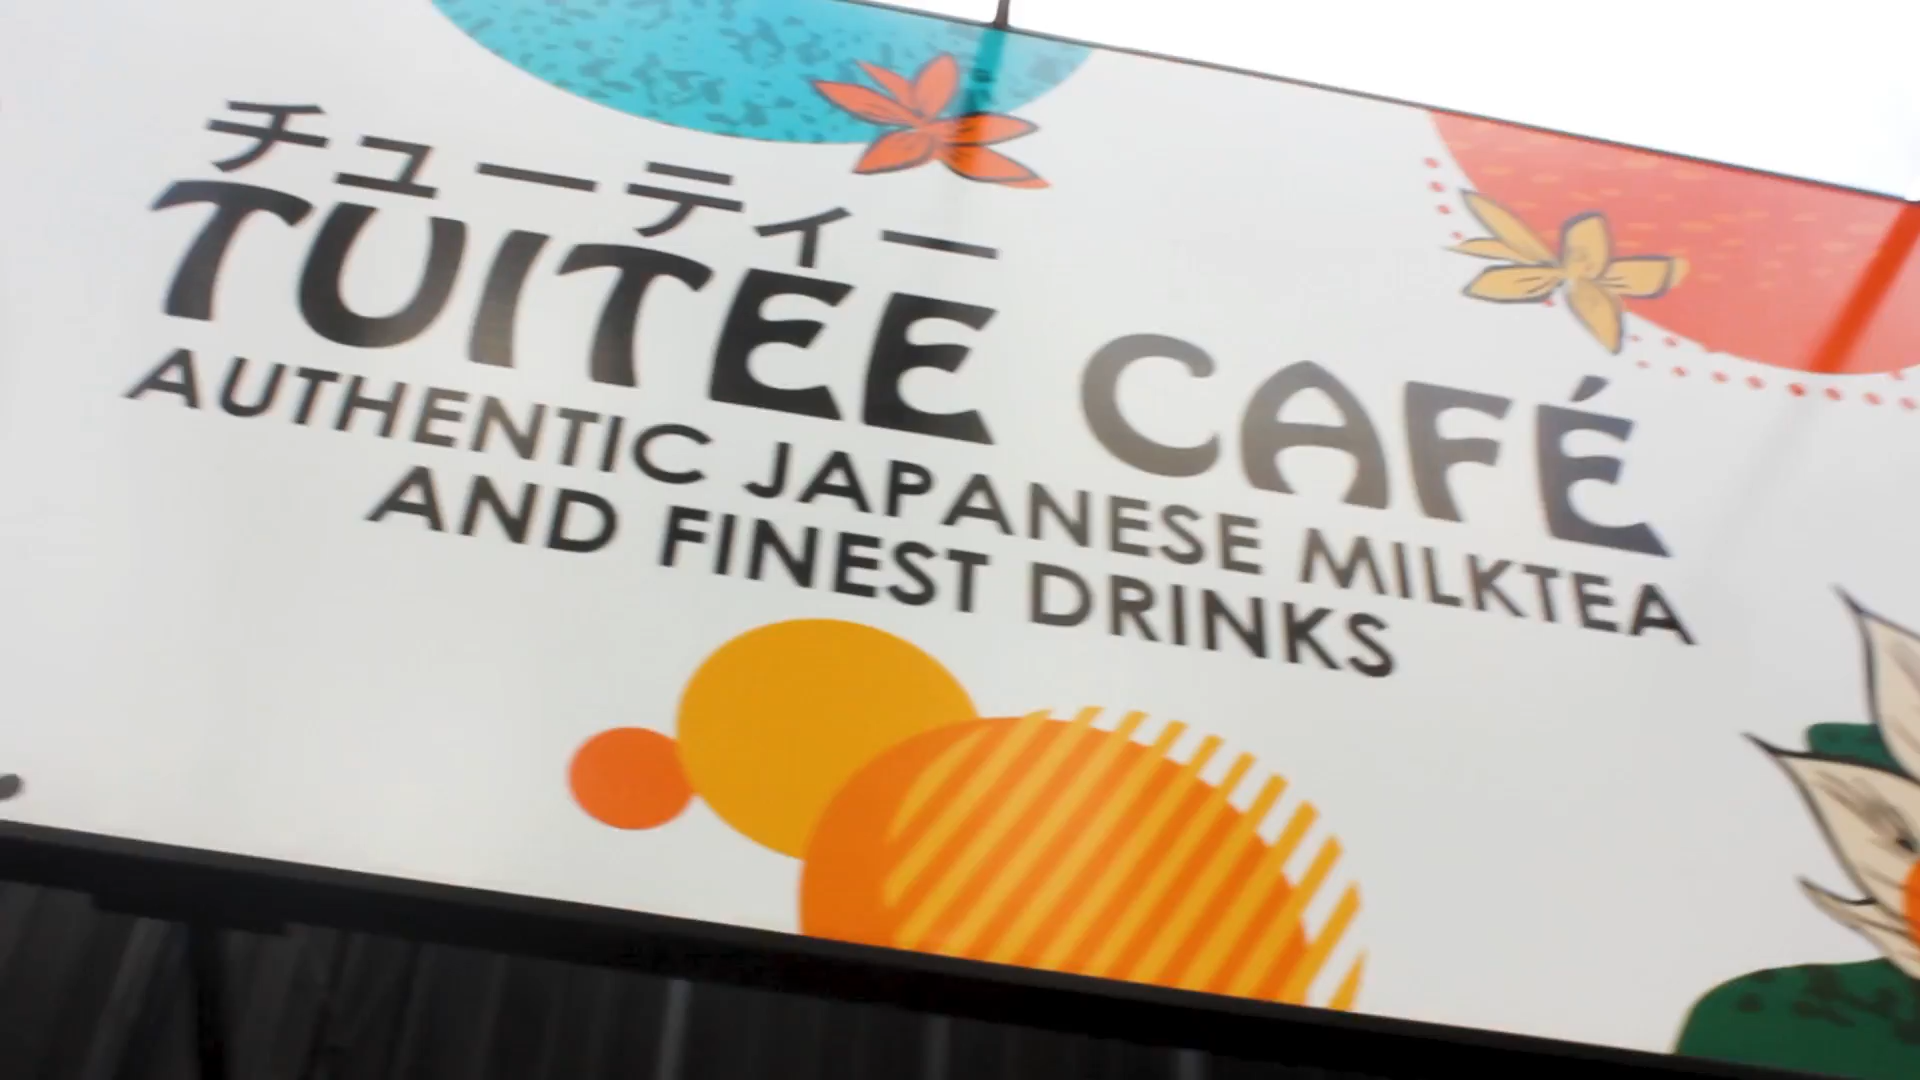 チューティー
TUITEE CAFÉ
AUTHENTIC JAPANESE MILKTEA
AND FINEST DRINKS